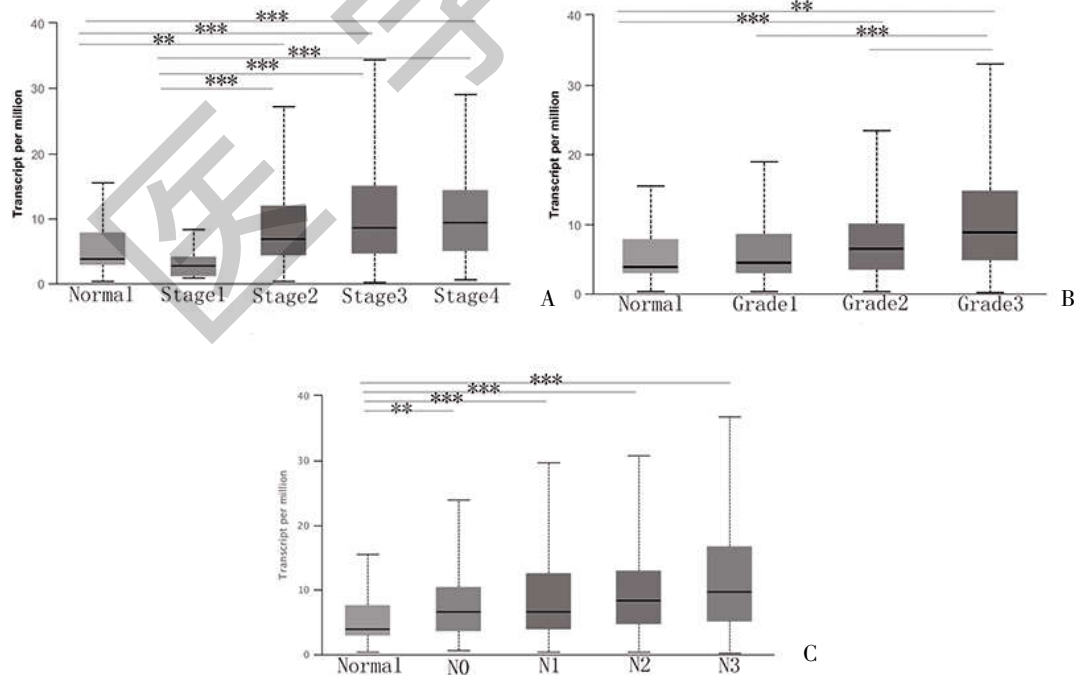 40
30
20
10
0
Transcript per million
***
***
**
***
***
***
Normal Stage1 Stage2 Stage3 Stage4
A
40
30
20
10
0
Transcript per million
**
***
***
Normal Grade1 Grade2 Grade3
B
40
30
20
10
0
Transcript per million
***
***
***
**
Normal N0 N1 N2 N3
C
医学